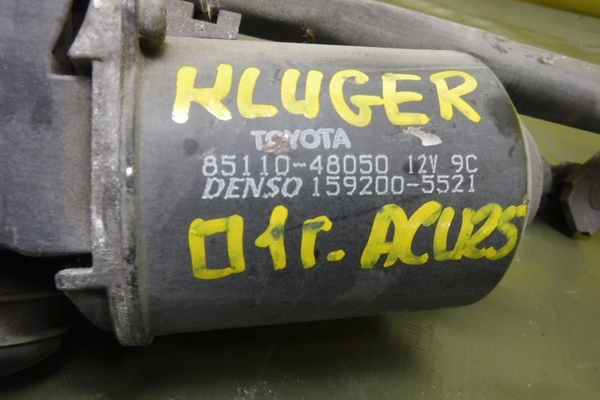 KLUGER
TOYOTA
85110-48050 12V 9C
DENSO 159200-5521
01г. ACU25